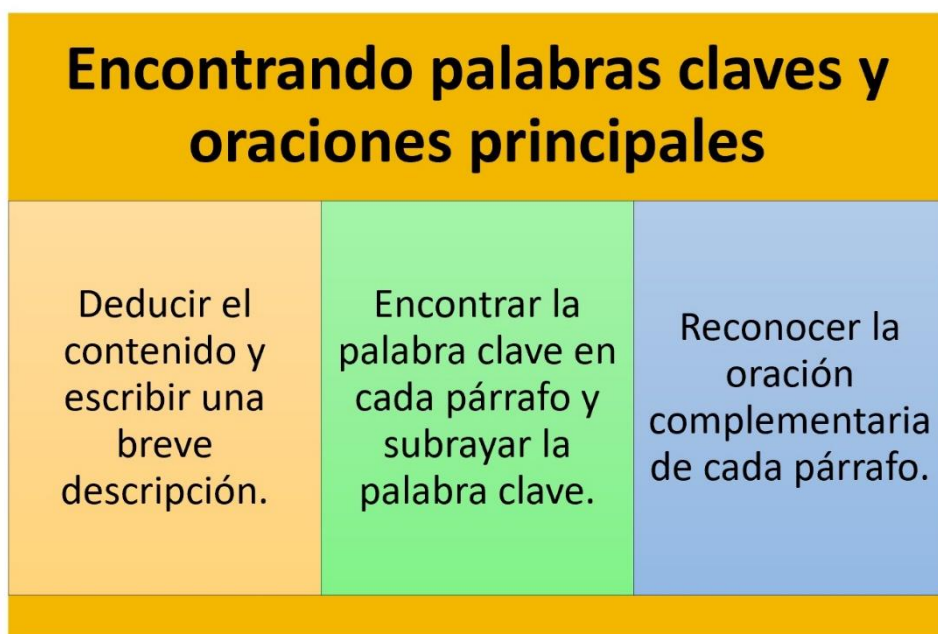 Encontrando palabras claves y
oraciones principales
Deducir el
contenido y
escribir una
breve
descripción.
Encontrar la
palabra clave en
cada párrafo y
subrayar la
palabra clave.
Reconocer la
oración
complementaria
de cada párrafo.